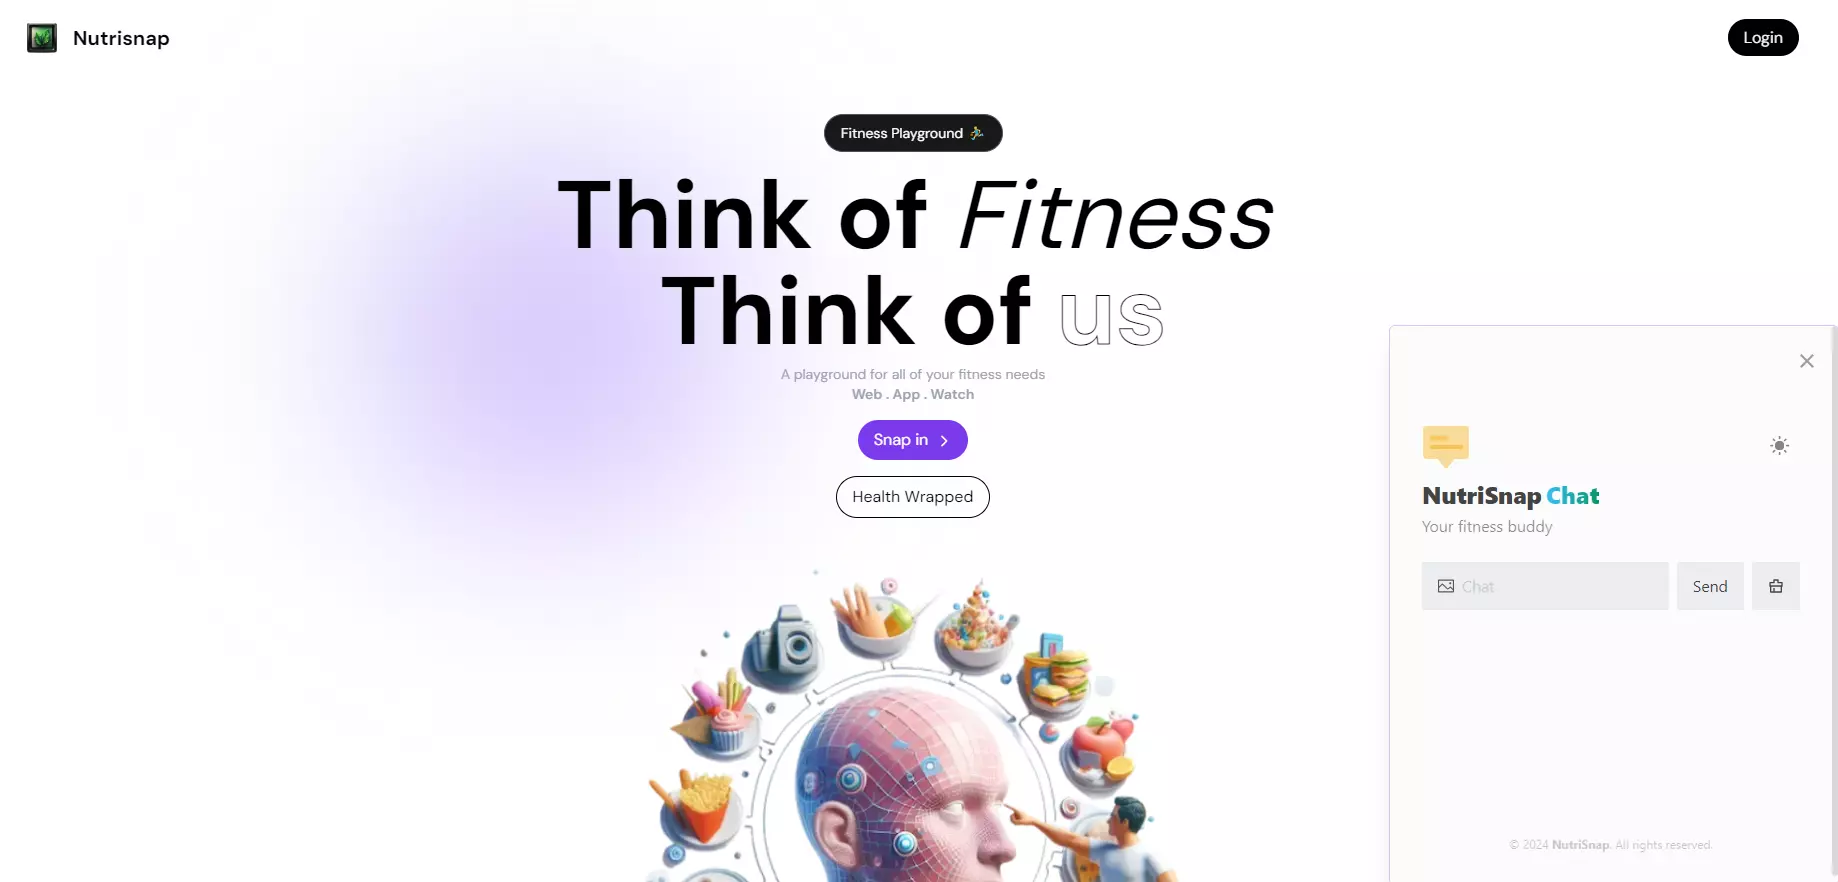 Nutrisnap
Login
Fitness Playground
Think of Fitness
Think of us
A playground for all of your fitness needs
Web . App . Watch
Snap in
Health Wrapped
NutriSnap Chat
Your fitness buddy
Chat
Send
© 2024 NutriSnap. All rights reserved.